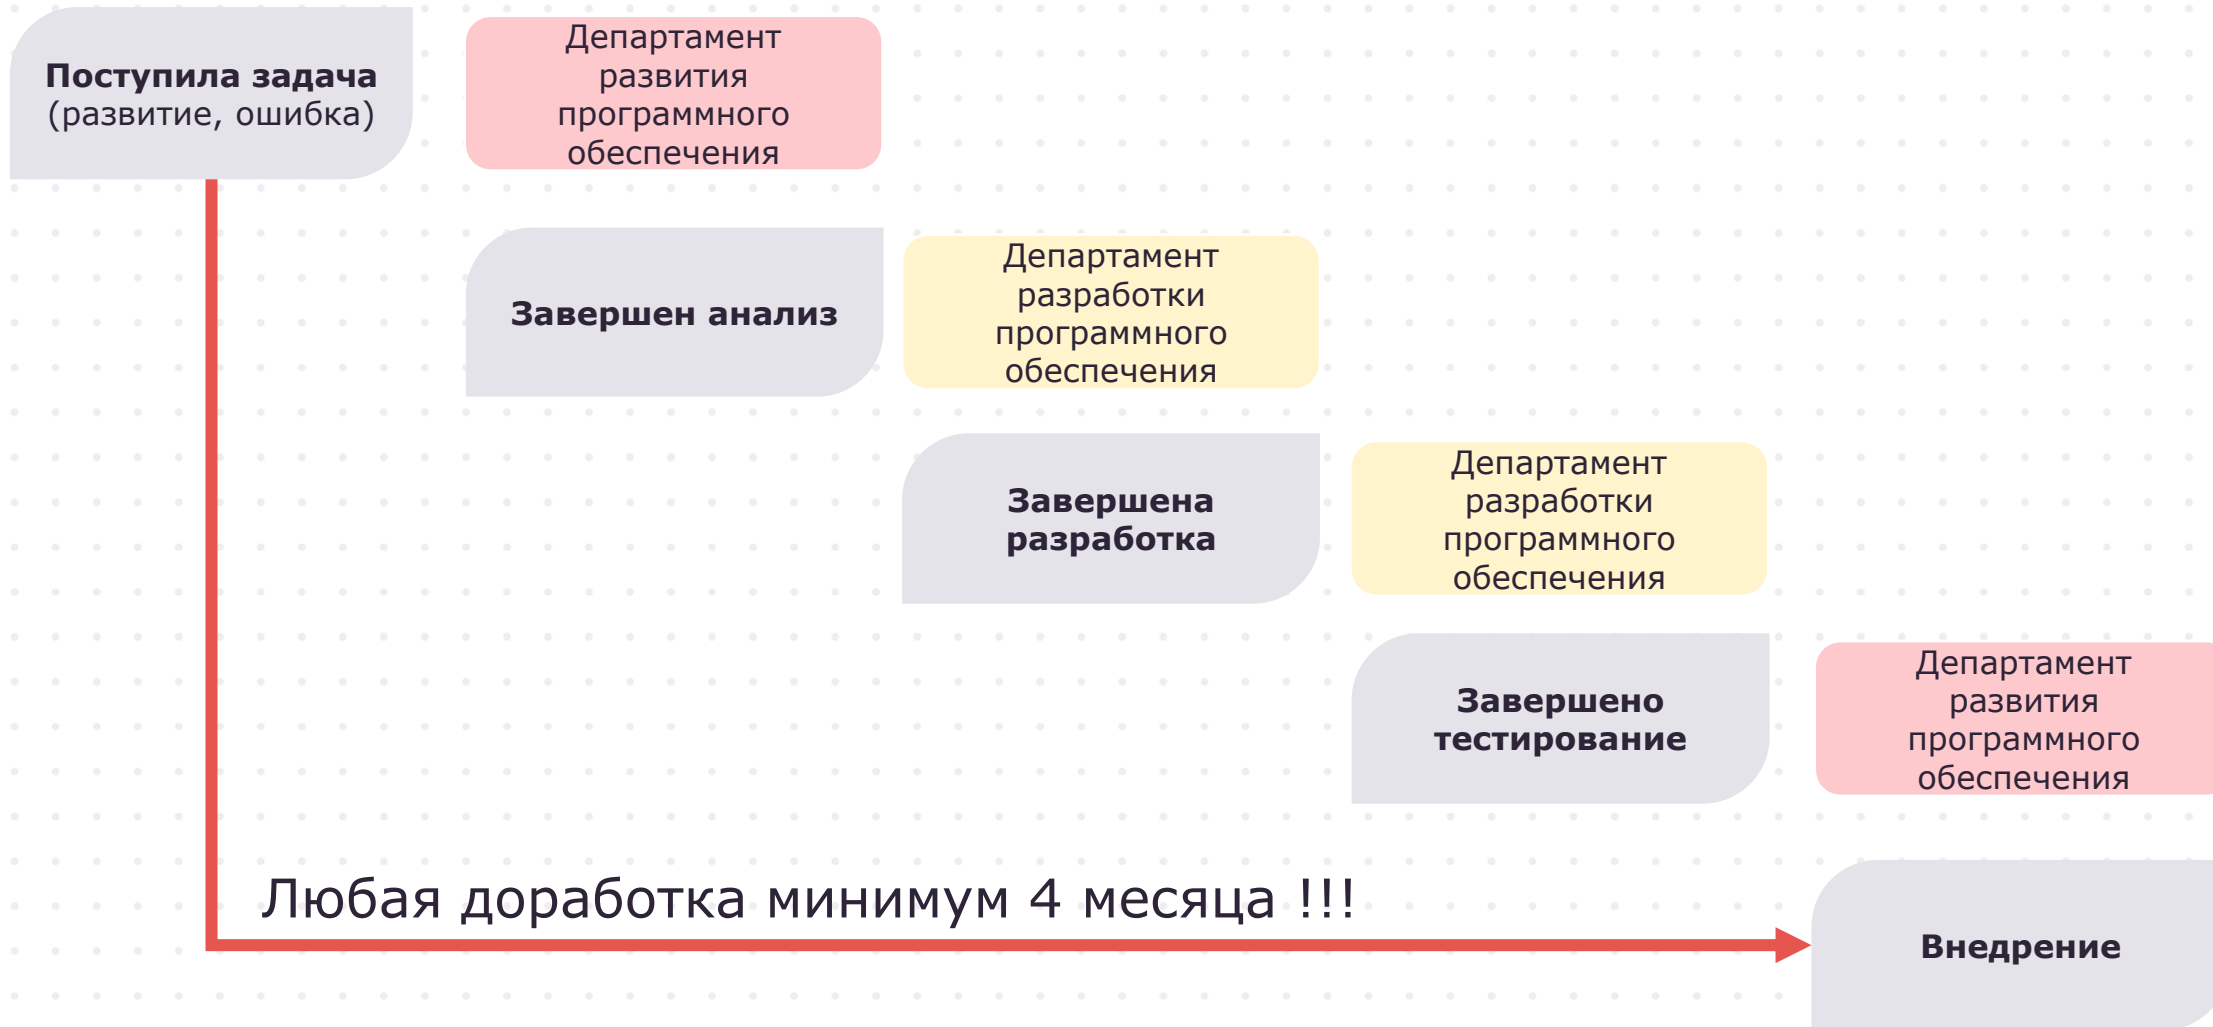 Поступила задача
(развитие, ошибка)
Департамент
развития
программного
обеспечения
Завершен анализ
Департамент
разработки
программного
обеспечения
Завершена
разработка
Департамент
разработки
программного
обеспечения
Завершено
тестирование
Департамент
развития
программного
обеспечения
Любая доработка минимум 4 месяца !!!
Внедрение